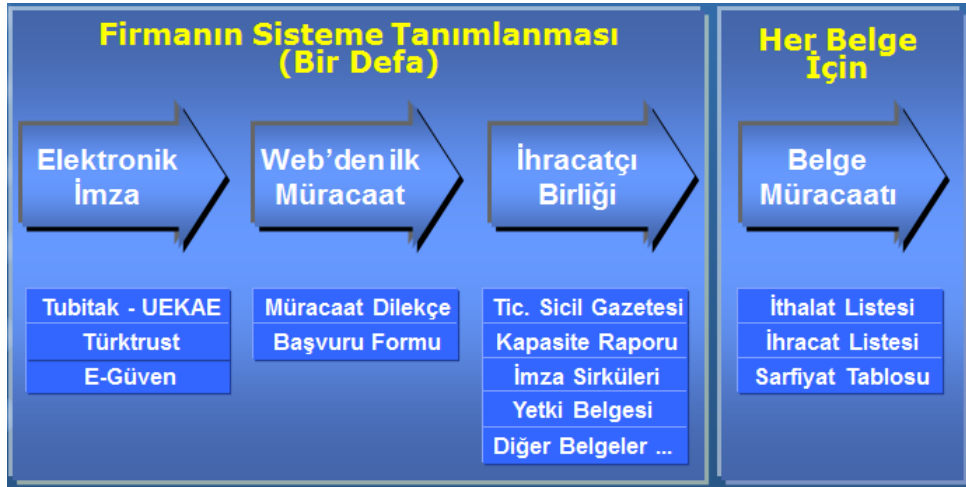 Firmanın Sisteme Tanımlanması
(Bir Defa)
Her Belge
İçin
Elektronik
İmza
Web'den ilk
Müracaat
İhracatçı
Birliği
Belge
Müracaatı
Tubitak - UEKAE
Türktrust
E-Güven
Müracaat Dilekçe
Başvuru Formu
Tic. Sicil Gazetesi
Kapasite Raporu
İmza Sirküleri
Yetki Belgesi
Diğer Belgeler ...
İthalat Listesi
İhracat Listesi
Sarfiyat Tablosu